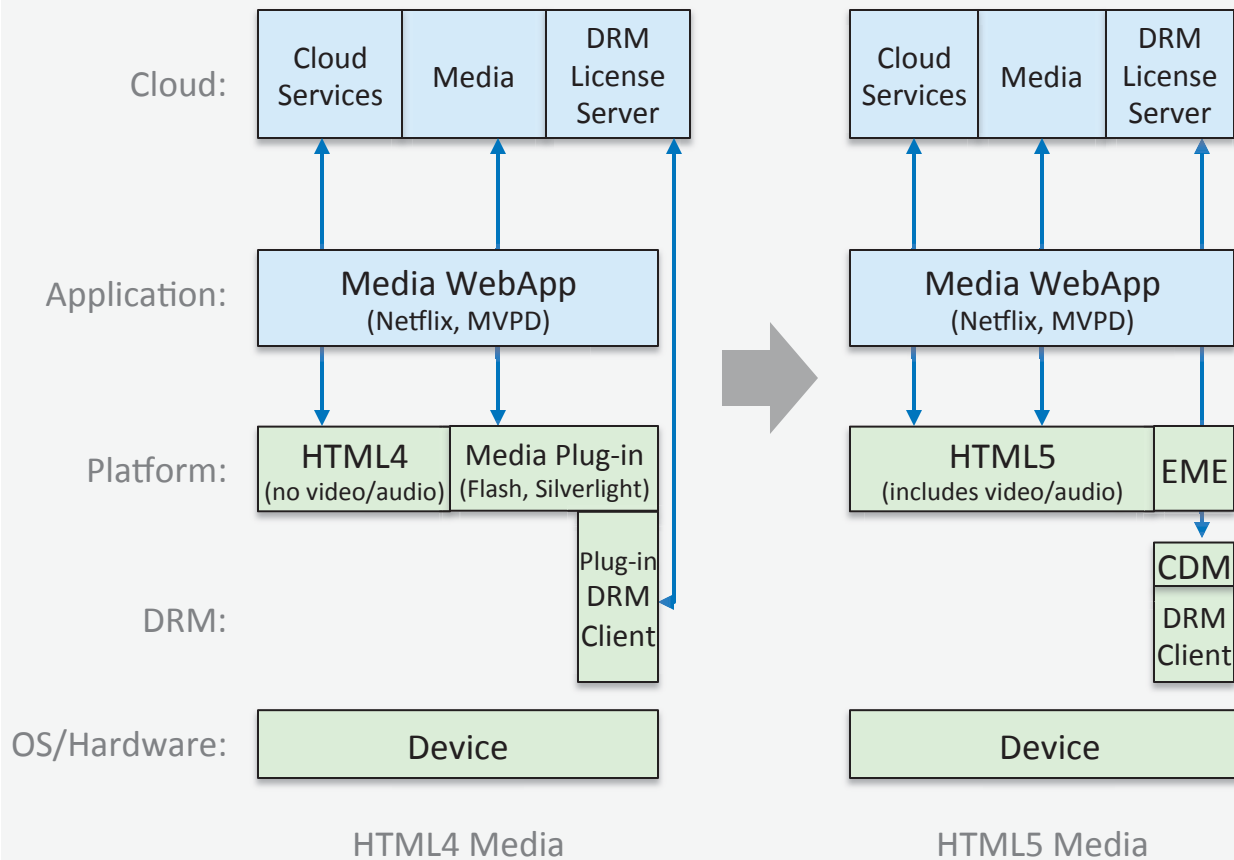 Cloud:
Cloud
Services
Media
DRM
License
Server
Cloud
Services
Media
DRM
License
Server
Application:
Media WebApp
(Netflix, MVPD)
Media WebApp
(Netflix, MVPD)
Platform:
HTML4
(no video/audio)
Media Plug-in
(Flash, Silverlight)
HTML5
(includes video/audio)
EME
DRM:
Plug-in
DRM
Client
CDM
DRM
Client
OS/Hardware:
Device
Device
HTML4 Media
HTML5 Media